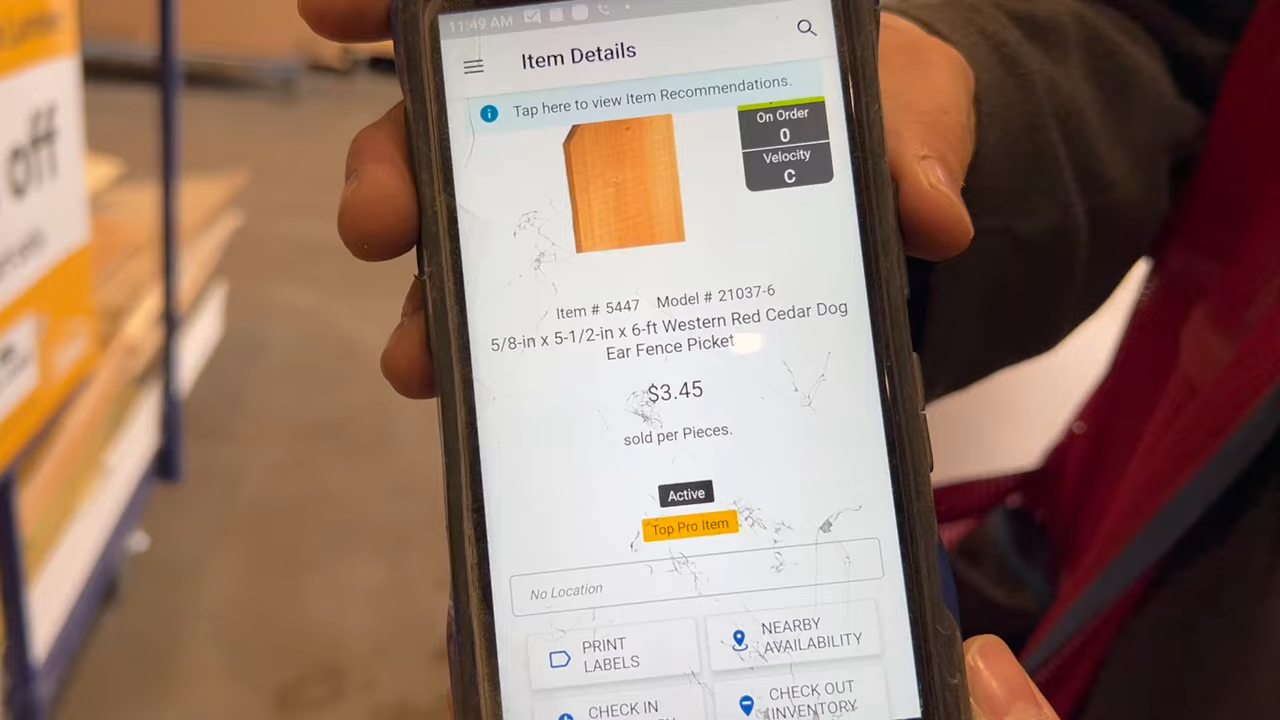 11:49 AM
Item Details
Tap here to view Item Recommendations.
On Order
0
Velocity
C
Item # 5447 Model # 21037-6
5/8-in x 5-1/2-in x 6-ft Western Red Cedar Dog
Ear Fence Picket
$3.45
sold per Pieces.
Active
Top Pro Item
No Location
PRINT
LABELS
NEARBY
AVAILABILITY
CHECK IN
CHECK OUT
INVENTORY
off